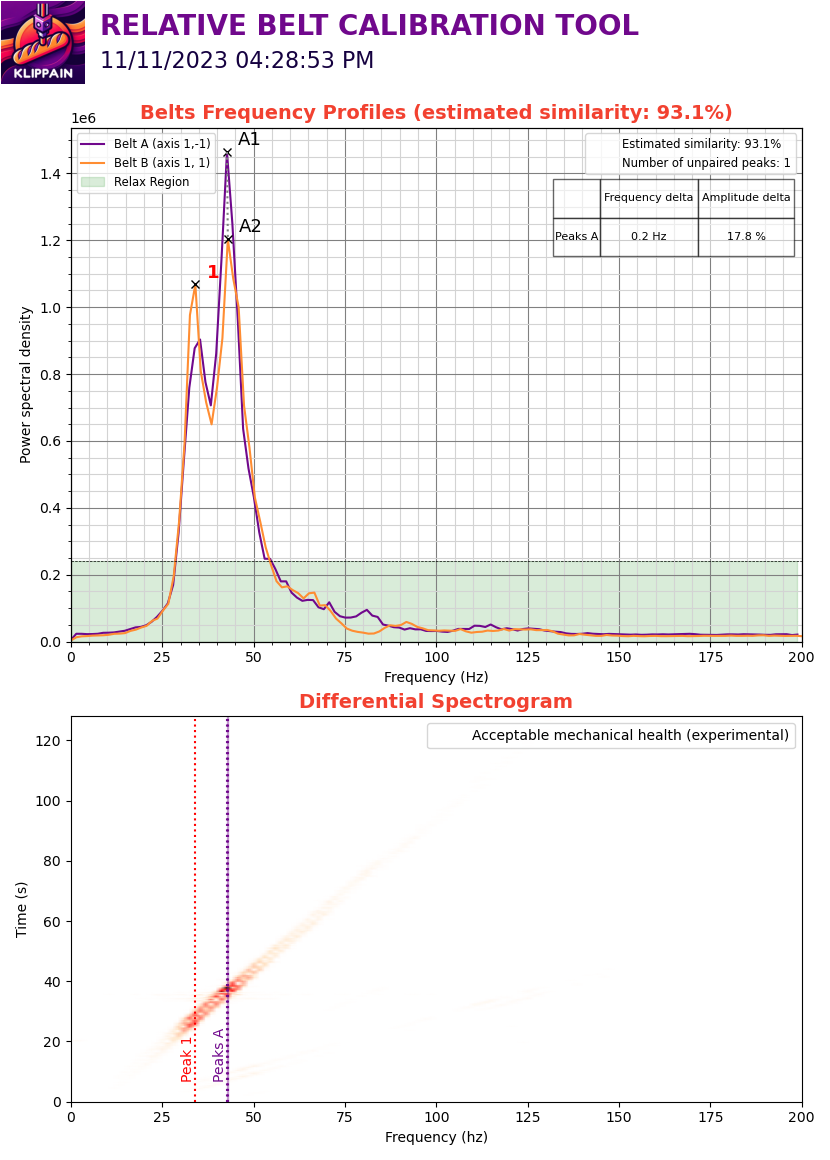 RELATIVE BELT CALIBRATION TOOL
11/11/2023 04:28:53 PM
KLIPPAIN
Belts Frequency Profiles (estimated similarity: 93.1%)
1e6
Belt A (axis 1,-1)
Belt B (axis 1, 1)
Relax Region
A1
A2
1
Estimated similarity: 93.1%
Number of unpaired peaks: 1
Frequency delta Amplitude delta
Peaks A 0.2 Hz 17.8 %
Power spectral density
1.4
1.2
1.0
0.8
0.6
0.4
0.2
0.0
0 25 50 75 100 125 150 175 200
Frequency (Hz)
Differential Spectrogram
Acceptable mechanical health (experimental)
Time (s)
120
100
80
60
40
20
0
Peak 1
Peaks A
0 25 50 75 100 125 150 175 200
Frequency (hz)